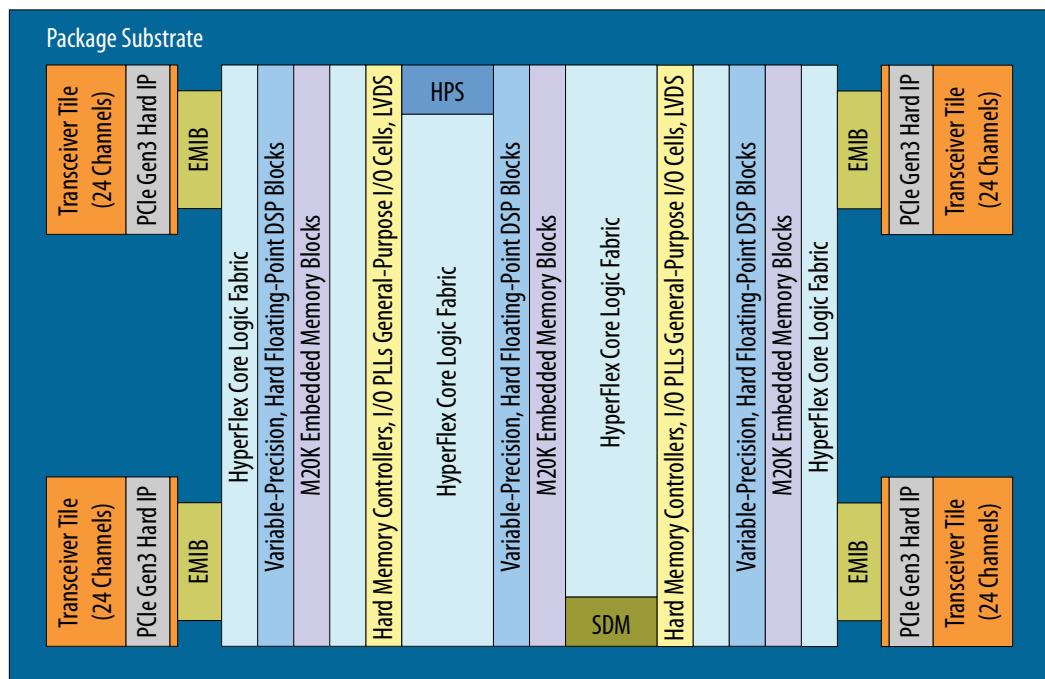 Package Substrate
Transceiver Tile
(24 Channels)
PCIe Gen3 Hard IP
EMIB
Transceiver Tile
(24 Channels)
PCIe Gen3 Hard IP
EMIB
HyperFlex Core Logic Fabric
Variable-Precision, Hard Floating-Point DSP Blocks
M20K Embedded Memory Blocks
Hard Memory Controllers, I/O PLLs General-Purpose I/O Cells, LVDS
HPS
HyperFlex Core Logic Fabric
Variable-Precision, Hard Floating-Point DSP Blocks
M20K Embedded Memory Blocks
HyperFlex Core Logic Fabric
SDM
Hard Memory Controllers, I/O PLLs General-Purpose I/O Cells, LVDS
Variable-Precision, Hard Floating-Point DSP Blocks
M20K Embedded Memory Blocks
HyperFlex Core Logic Fabric
EMIB
PCIe Gen3 Hard IP
Transceiver Tile
(24 Channels)
EMIB
PCIe Gen3 Hard IP
Transceiver Tile
(24 Channels)